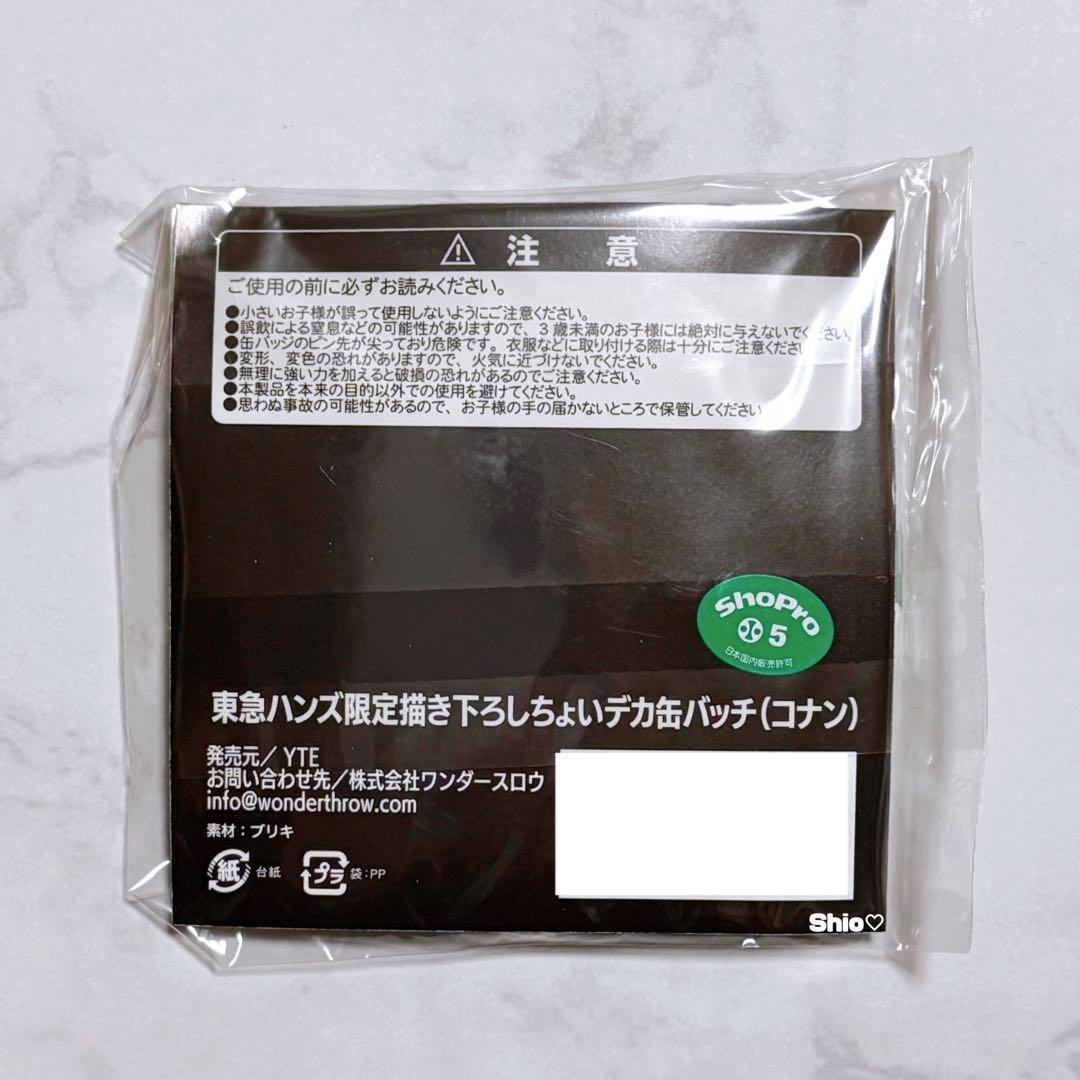 注 意
ご使用の前に必ずお読みください。
●小さいお子様が誤って使用しないようにご注意ください。
●誤飲による窒息などの可能性がありますので、3歳未満のお子様には絶対に与えないでください。
●缶バッジのピン先が尖っており危険です。衣服などに取り付ける際は十分にご注意くださ
●変形、変色の恐れがありますので、火気に近づけないでください。
●無理に強い力を加えると破損の恐れがあるのでご注意ください。
●本製品を本来の目的以外での使用を避けてください。
●思わぬ事故の可能性があるので、お子様の手の届かないところで保管してください
ShoPro
5
日本国内販売許可
東急ハンズ限定描き下ろしちょいデカ缶バッチ(コナン)
発売元/YTE
お問い合わせ先/株式会社ワンダースロウ
info@wonderthrow.com
素材:ブリキ
紙 台紙 プラ 袋:PP
Shio♡